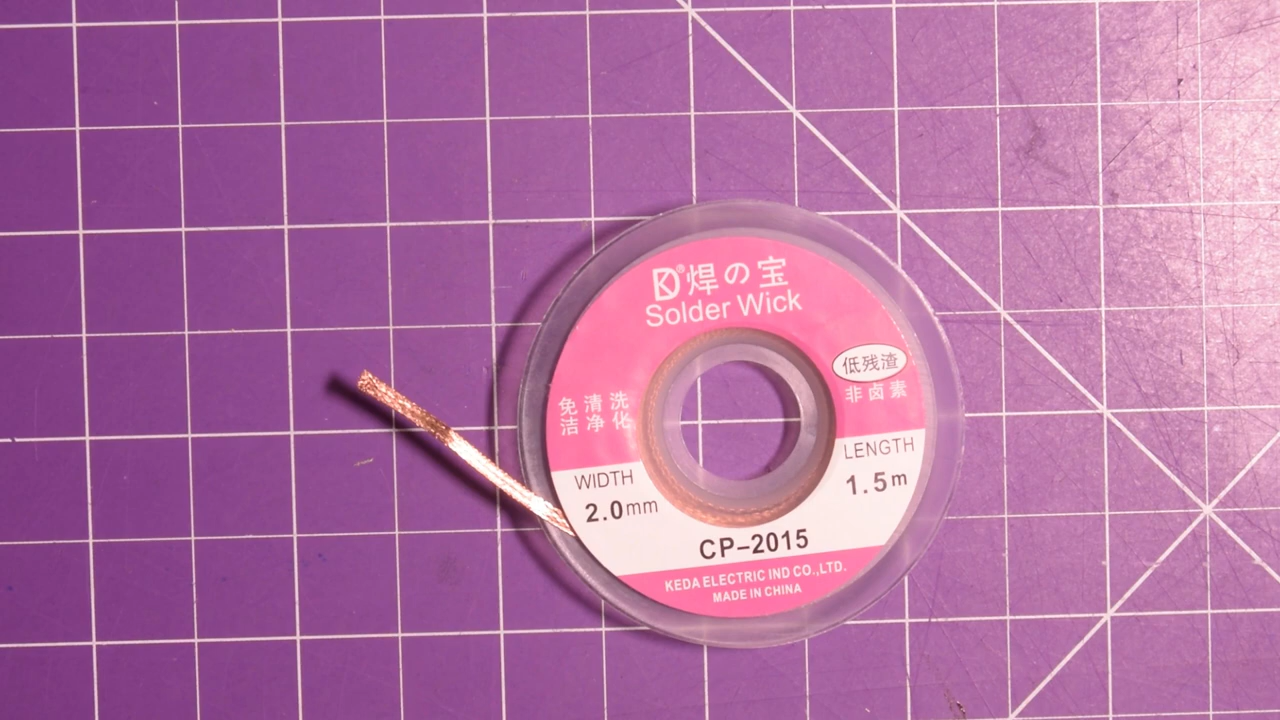 DK®焊の宝
Solder Wick
低残渣
非卤素
免清洗
洁净化
WIDTH
2.0mm
LENGTH
1.5m
CP-2015
KEDA ELECTRIC IND CO.,LTD.
MADE IN CHINA